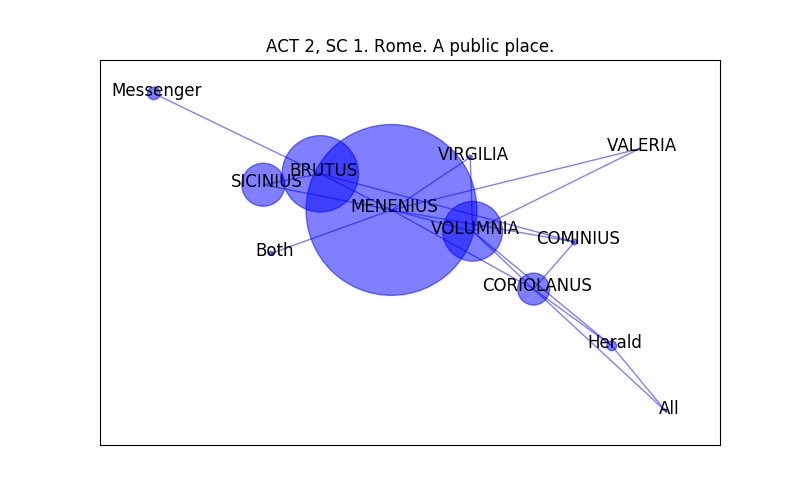 ACT 2, SC 1. Rome. A public place.
Messenger
VIRGILIA
VALERIA
BRUTUS
SICINIUS
MENENIUS
VOLUMNIA
COMINIUS
Both
CORIOLANUS
Herald
All